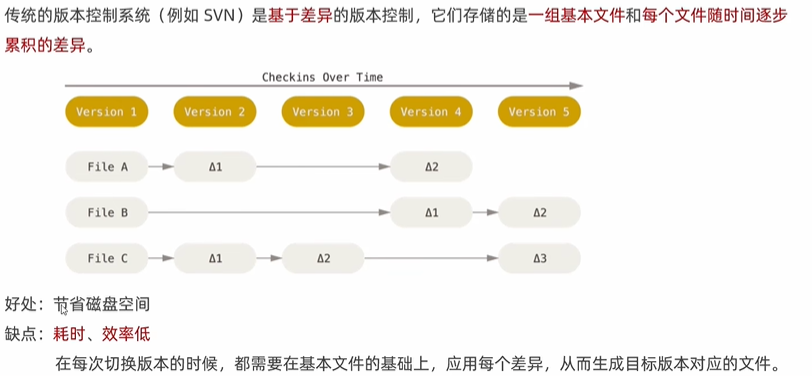 传统的版本控制系统（例如 SVN）是基于差异的版本控制，它们存储的是一组基本文件和每个文件随时间逐步
累积的差异。
Checkins Over Time
Version 1 Version 2 Version 3 Version 4 Version 5
File A Δ1 Δ2
File B Δ1 Δ2
File C Δ1 Δ2 Δ3
好处：节省磁盘空间
缺点：耗时、效率低
在每次切换版本的时候，都需要在基本文件的基础上，应用每个差异，从而生成目标版本对应的文件。